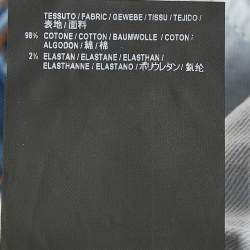 TESSUTO / FABRIC / GEWEBE / TISSU / TEJIDO /
表地 / 面料
98% COTONE / COTTON / BAUMWOLLE / COTON /
ALGODON / 綿 / 棉
2% ELASTAN / ELASTANE / ELASTHAN /
ELASTHANNE / ELASTANO / ポリウレタン / 氨纶